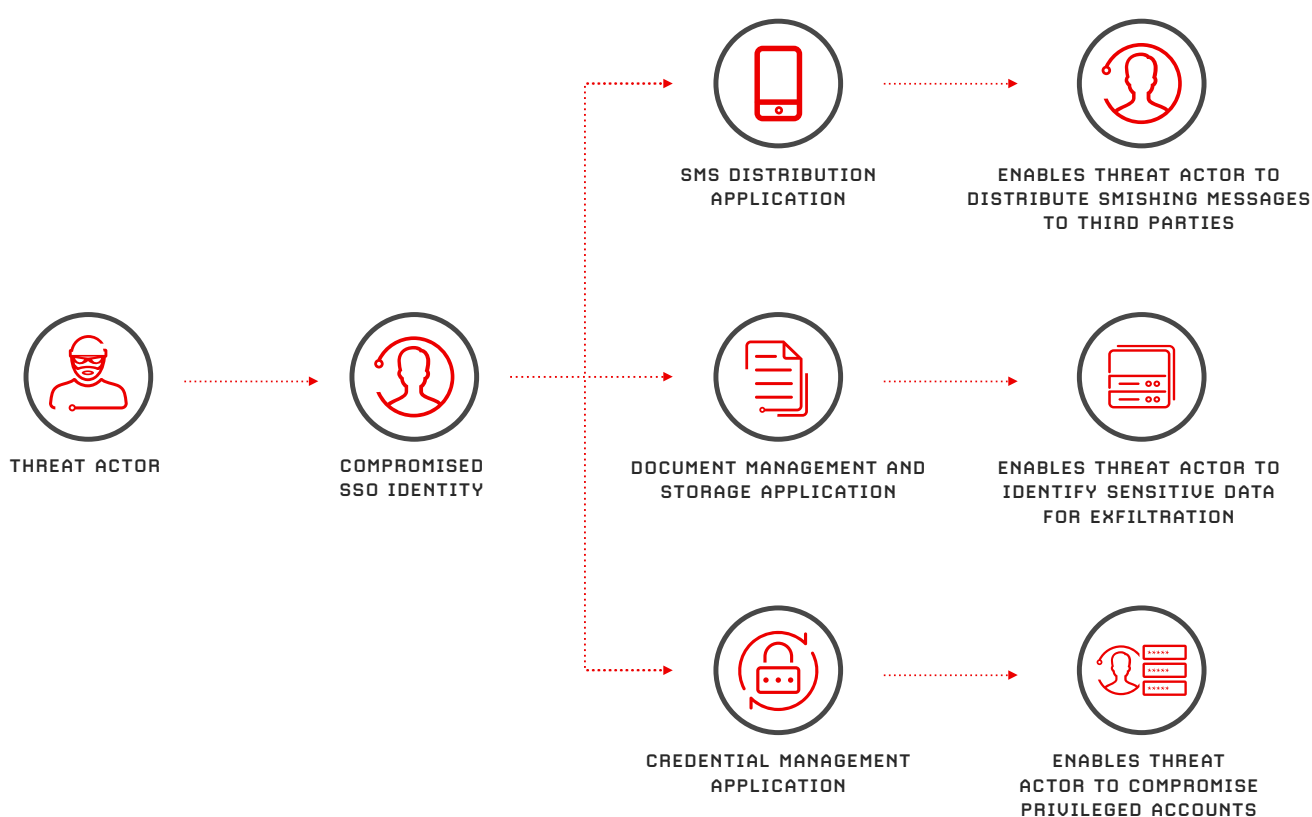 SMS DISTRIBUTION
APPLICATION
ENABLES THREAT ACTOR TO
DISTRIBUTE SMISHING MESSAGES
TO THIRD PARTIES
THREAT ACTOR
COMPROMISED
SSO IDENTITY
DOCUMENT MANAGEMENT AND
STORAGE APPLICATION
ENABLES THREAT ACTOR TO
IDENTIFY SENSITIVE DATA
FOR EXFILTRATION
*****
*****
*****
CREDENTIAL MANAGEMENT
APPLICATION
ENABLES THREAT
ACTOR TO COMPROMISE
PRIVILEGED ACCOUNTS